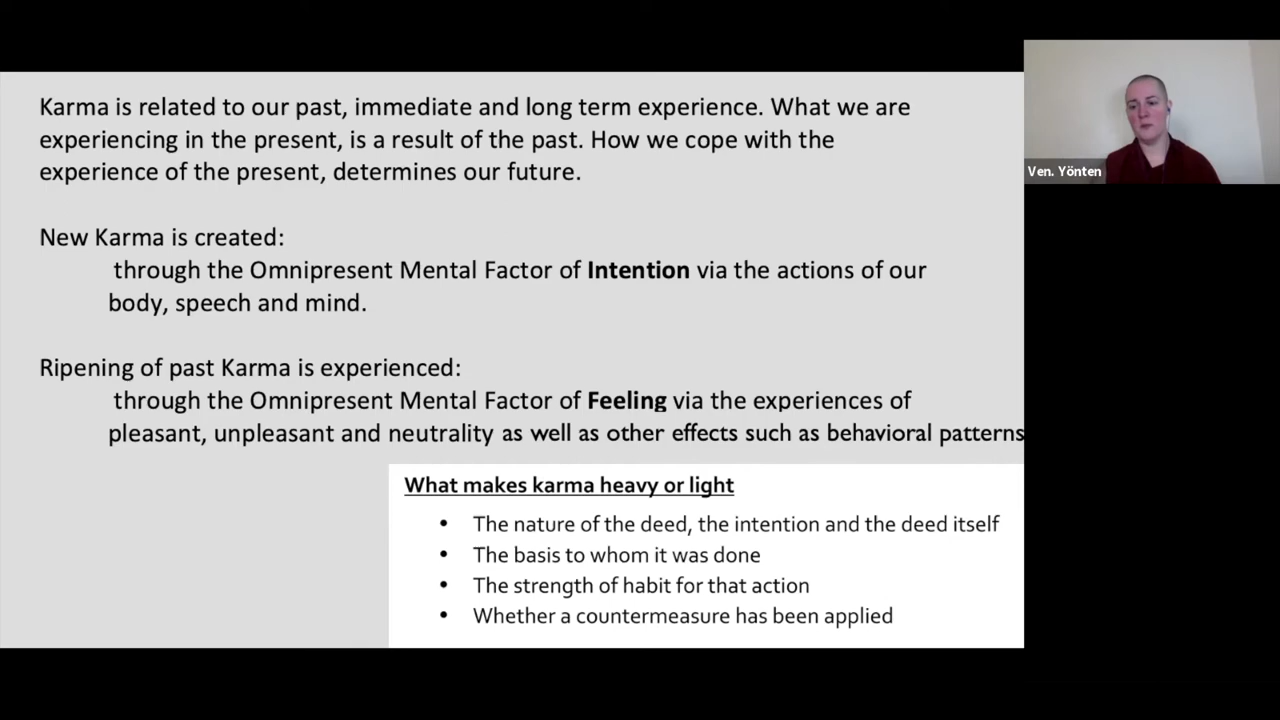 Karma is related to our past, immediate and long term experience. What we are
experiencing in the present, is a result of the past. How we cope with the
experience of the present, determines our future.
New Karma is created:
through the Omnipresent Mental Factor of Intention via the actions of our
body, speech and mind.
Ripening of past Karma is experienced:
through the Omnipresent Mental Factor of Feeling via the experiences of
pleasant, unpleasant and neutrality as well as other effects such as behavioral patterns
What makes karma heavy or light
• The nature of the deed, the intention and the deed itself
• The basis to whom it was done
• The strength of habit for that action
• Whether a countermeasure has been applied
Ven. Yönten